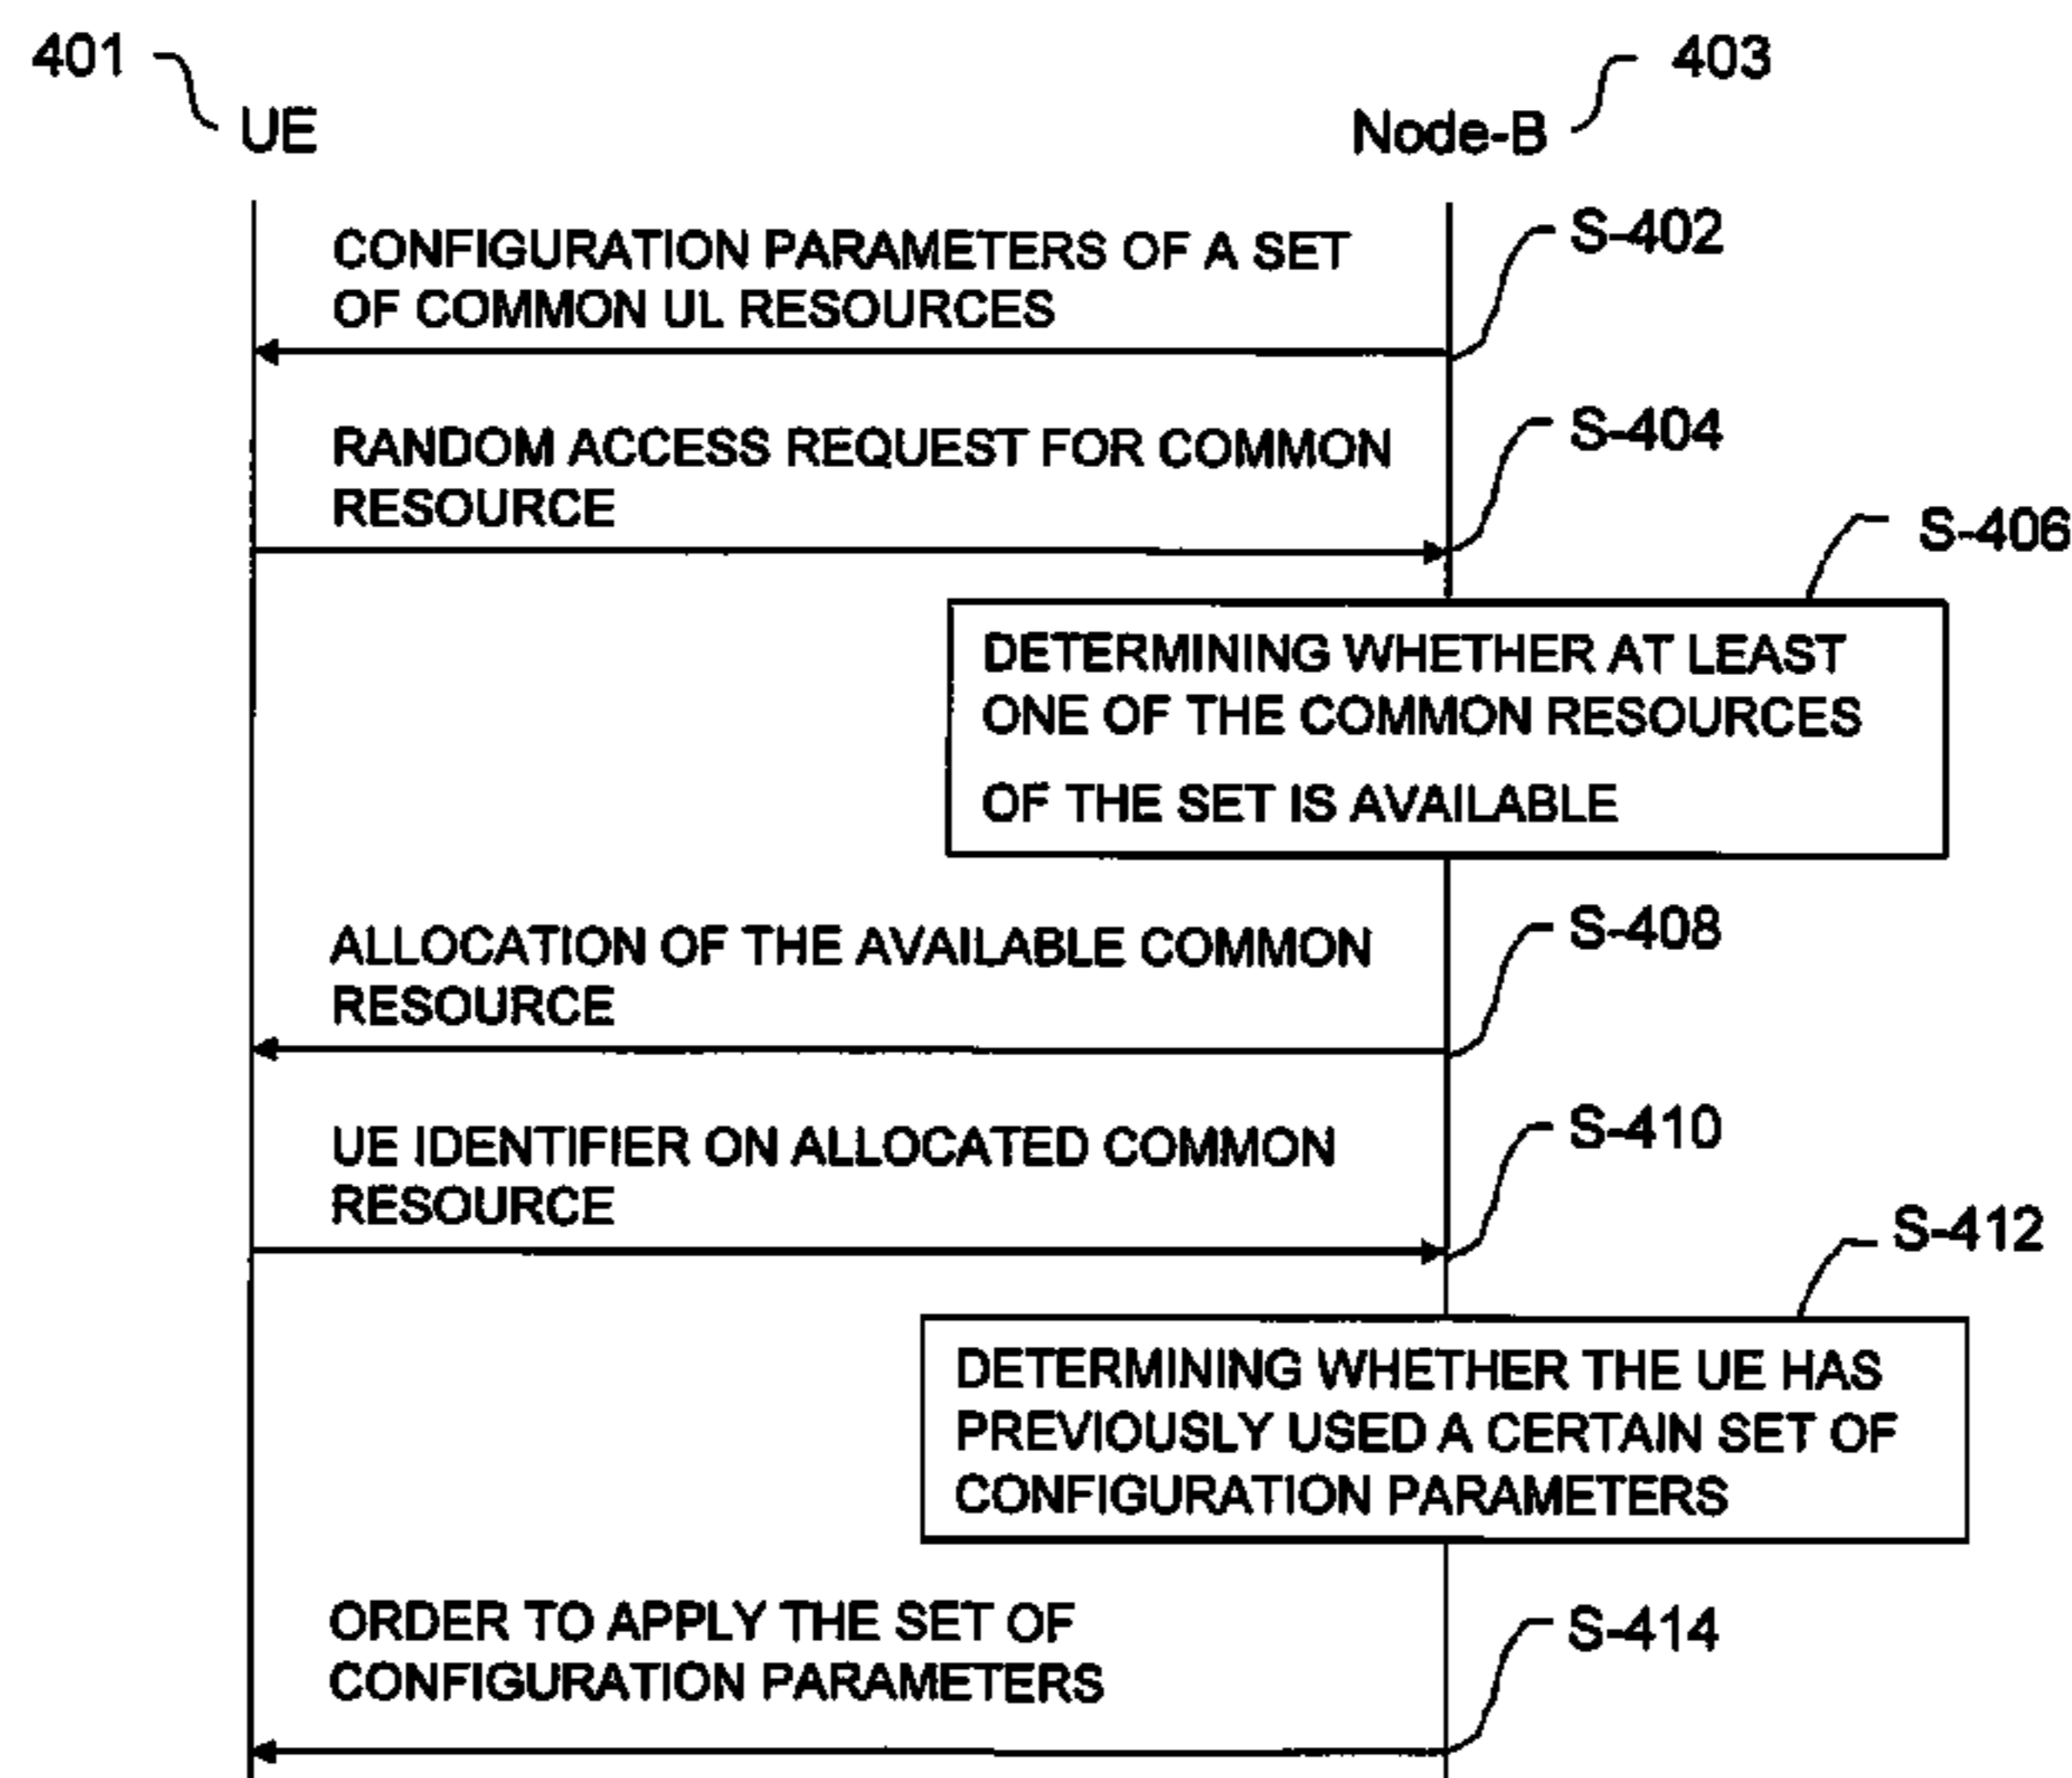 401
403
UE
Node-B
S-402
CONFIGURATION PARAMETERS OF A SET
OF COMMON UL RESOURCES
S-404
RANDOM ACCESS REQUEST FOR COMMON
RESOURCE
S-406
DETERMINING WHETHER AT LEAST
ONE OF THE COMMON RESOURCES
OF THE SET IS AVAILABLE
S-408
ALLOCATION OF THE AVAILABLE COMMON
RESOURCE
S-410
UE IDENTIFIER ON ALLOCATED COMMON
RESOURCE
S-412
DETERMINING WHETHER THE UE HAS
PREVIOUSLY USED A CERTAIN SET OF
CONFIGURATION PARAMETERS
S-414
ORDER TO APPLY THE SET OF
CONFIGURATION PARAMETERS